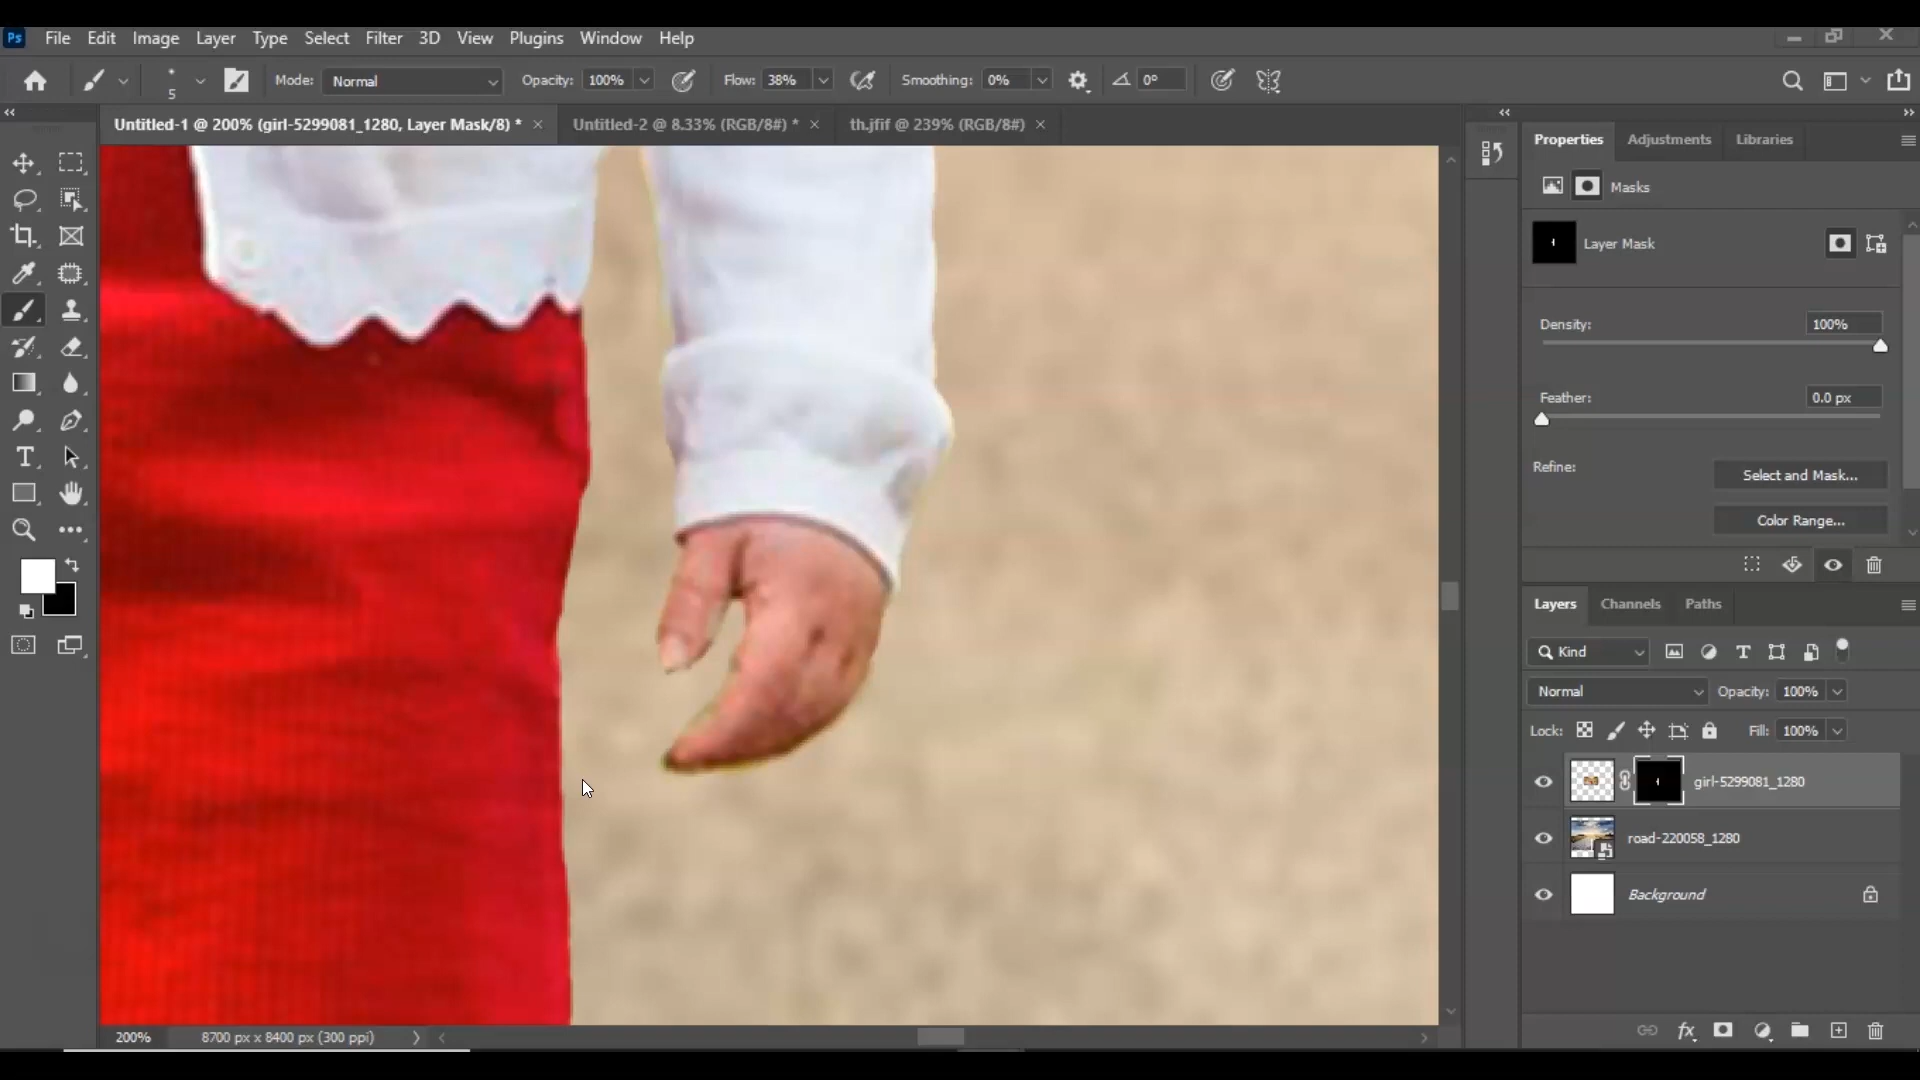 Ps File Edit Image Layer Type Select Filter 3D View Plugins Window Help
5 Mode: Normal Opacity: 100% Flow: 38% Smoothing: 0% 0°
Untitled-1 @ 200% (girl-5299081_1280, Layer Mask/8) * Untitled-2 @ 8.33% (RGB/8#) * th.jfif @ 239% (RGB/8#)
Properties Adjustments Libraries
Masks
Layer Mask
Density: 100%
Feather: 0.0 px
Refine: Select and Mask...
Color Range...
Layers Channels Paths
Kind
Normal Opacity: 100%
Lock: Fill: 100%
girl-5299081_1280
road-220058_1280
Background
200% 8700 px x 8400 px (300 ppi)